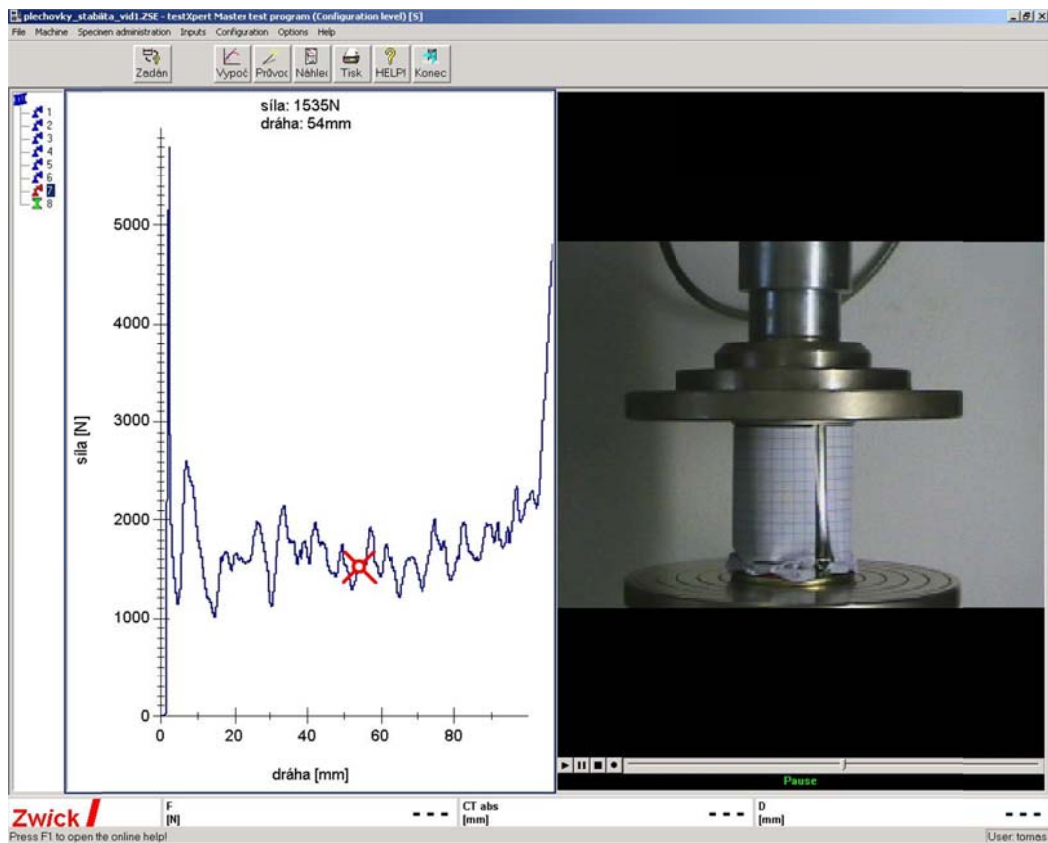 plechovky_stabilita_vid1.ZSE - testXpert Master test program (Configuration level) [S]
File Machine Specimen administration Inputs Configuration Options Help
Zadán Vypoč Průvoc Náhlec Tisk HELP! Konec
1
2
3
4
5
6
7
8
síla: 1535N
dráha: 54mm
5000
4000
3000
2000
1000
0
síla [N]
0 20 40 60 80
dráha [mm]
Pause
Zwick
F
[N]
- - -
CT abs
[mm]
- - -
D
[mm]
- - -
Press F1 to open the online help!
User: tomas